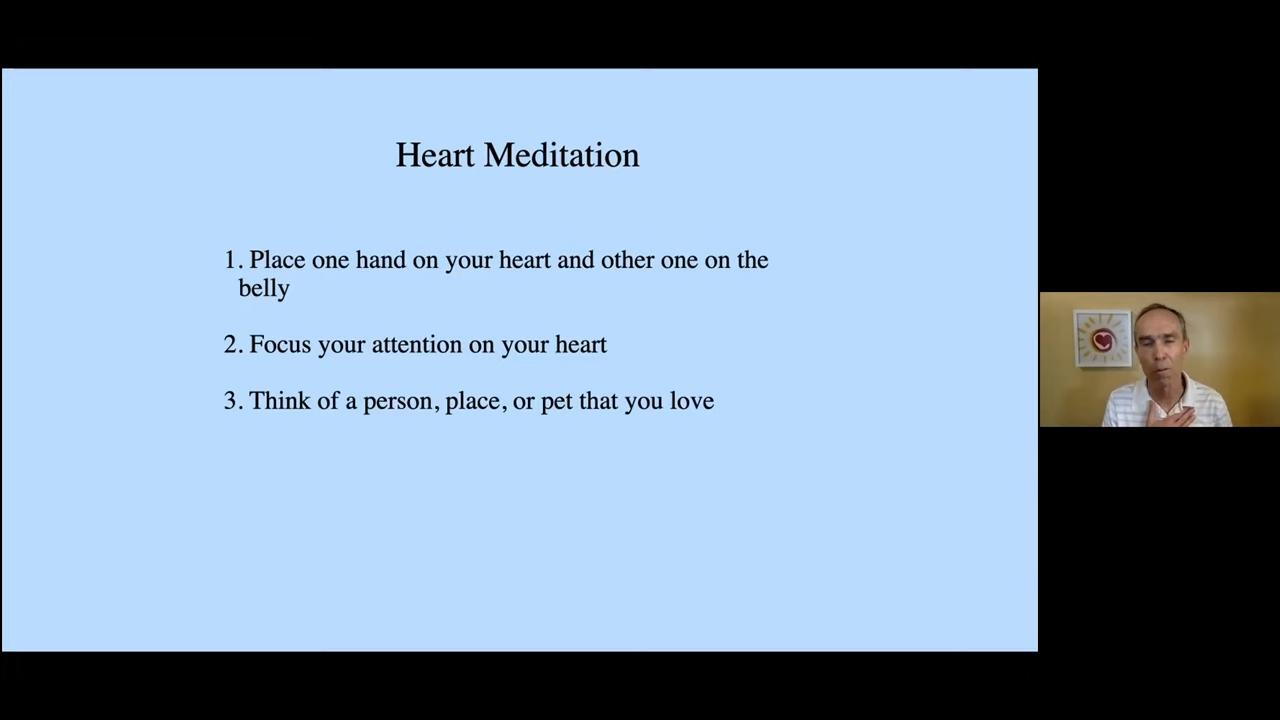 Heart Meditation
1. Place one hand on your heart and other one on the
belly
2. Focus your attention on your heart
3. Think of a person, place, or pet that you love